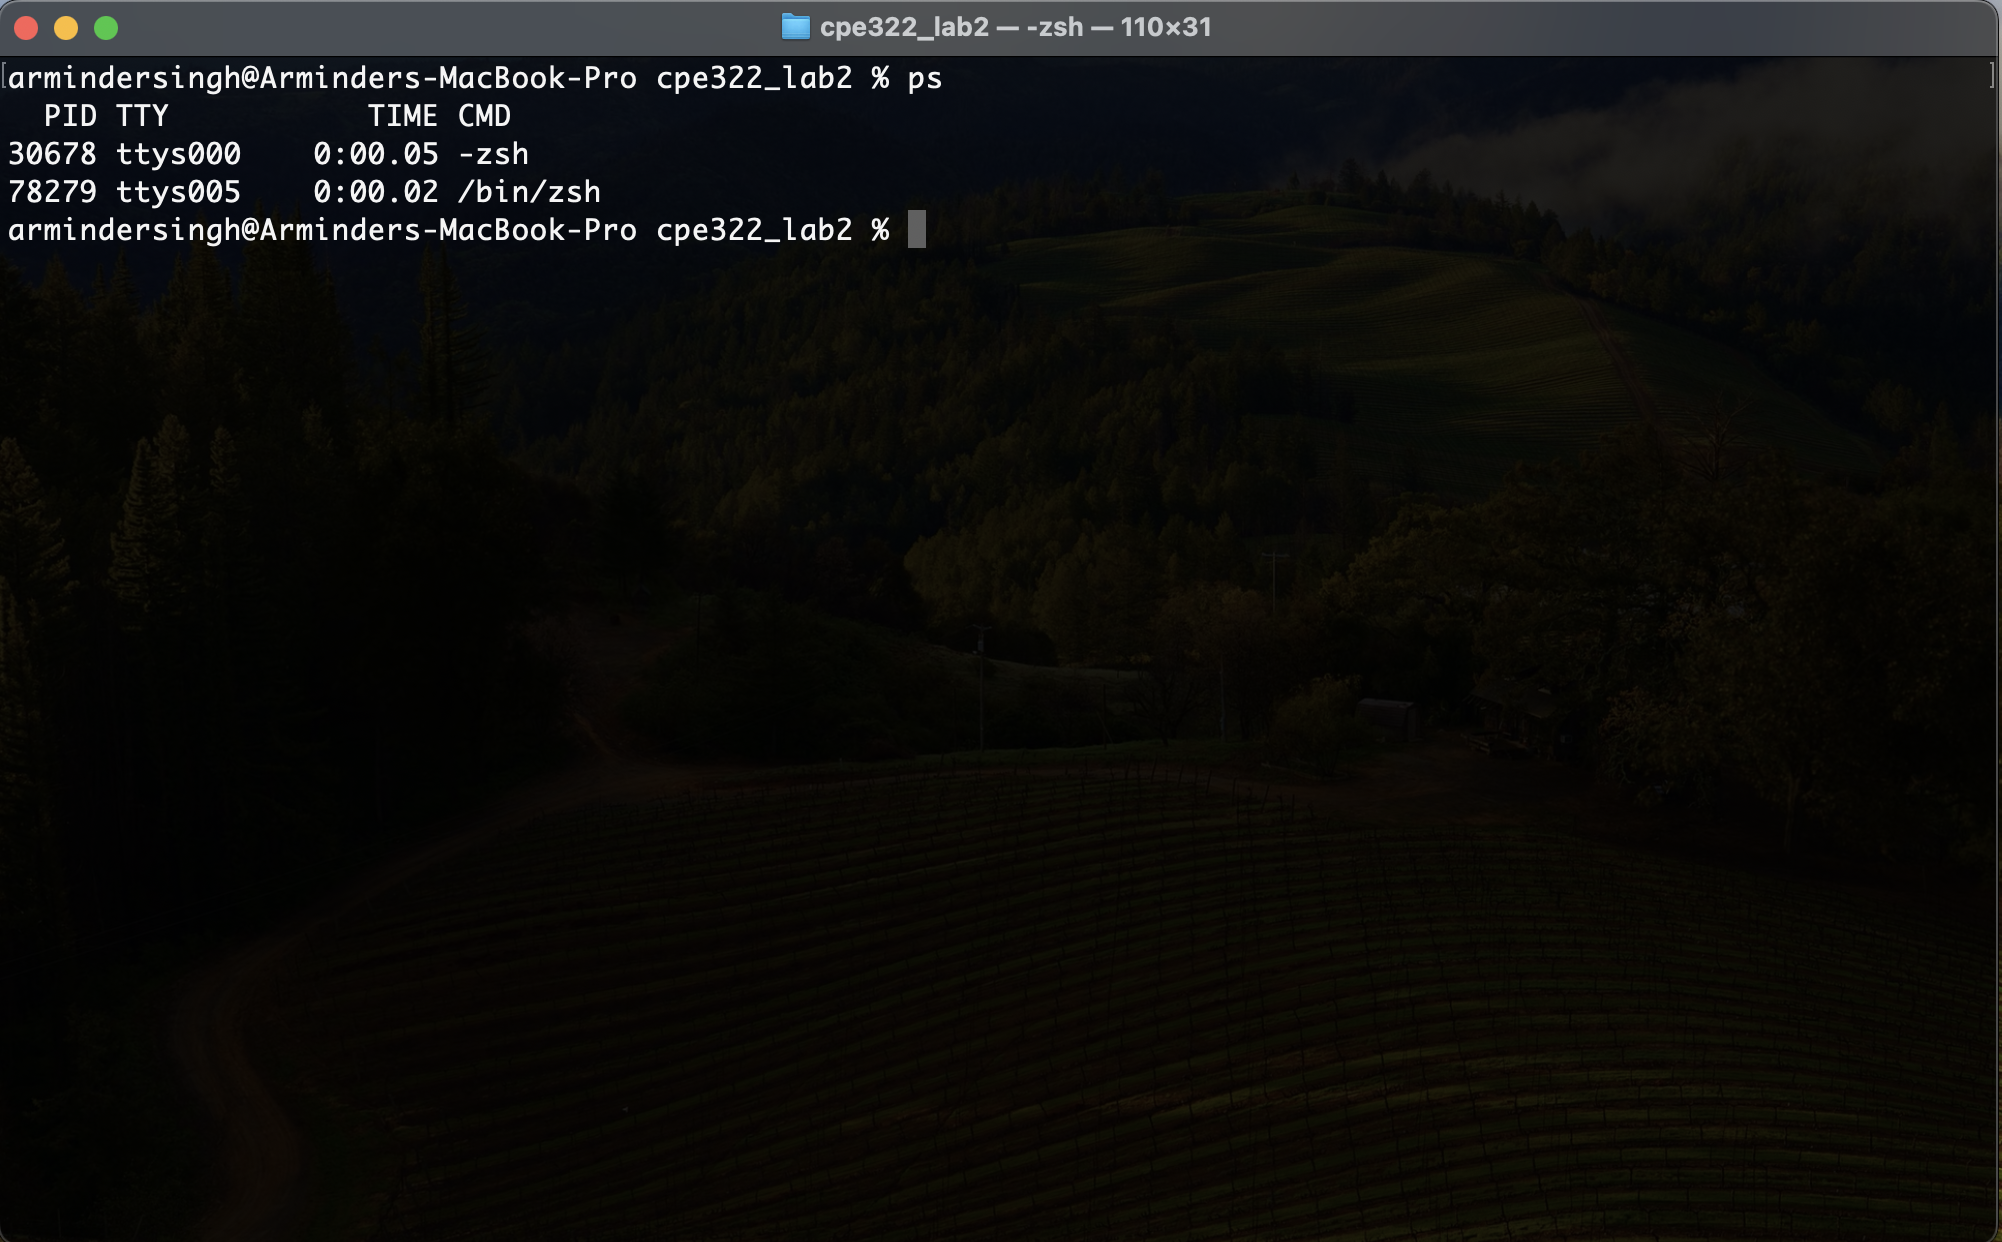 cpe322_lab2 — -zsh — 110×31
armindersingh@Arminders-MacBook-Pro cpe322_lab2 % ps
  PID TTY           TIME CMD
30678 ttys000    0:00.05 -zsh
78279 ttys005    0:00.02 /bin/zsh
armindersingh@Arminders-MacBook-Pro cpe322_lab2 %